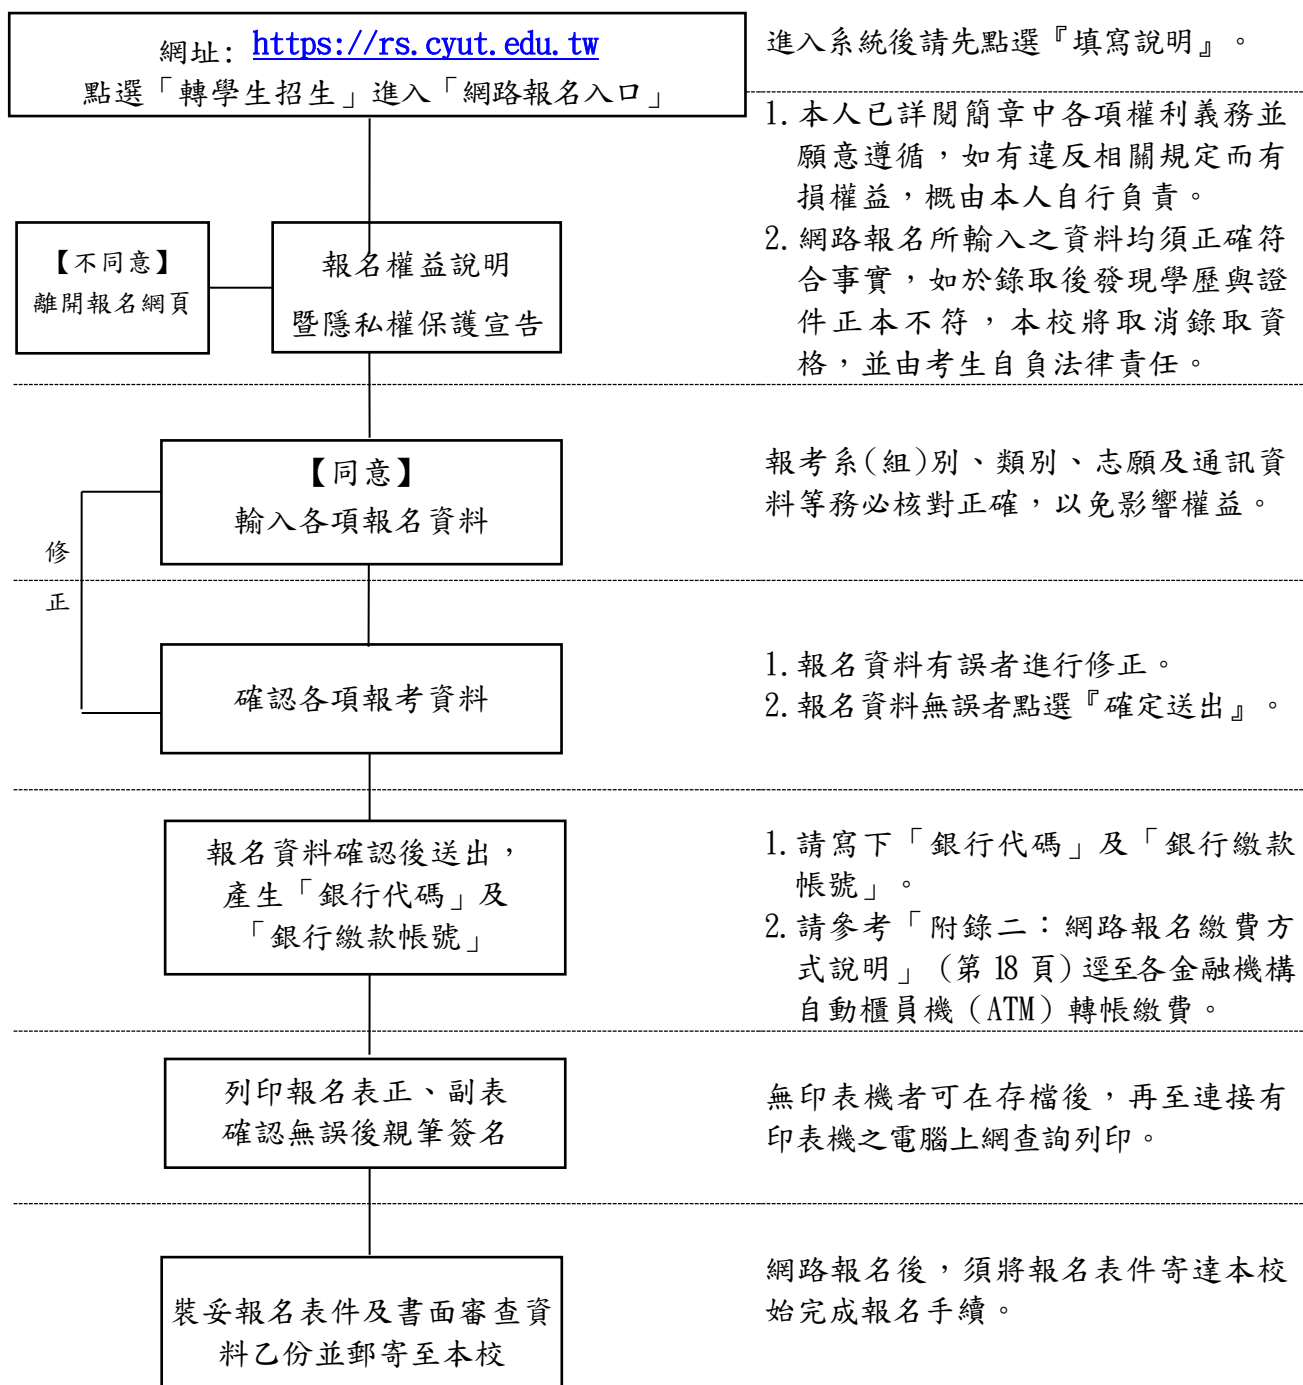 網址: https://rs.cyut.edu.tw
點選「轉學生招生」進入「網路報名入口」
進入系統後請先點選『填寫說明』。
1.本人已詳閱簡章中各項權利義務並
願意遵循，如有違反相關規定而有
損權益，概由本人自行負責。
2.網路報名所輸入之資料均須正確符
合事實，如於錄取後發現學歷與證
件正本不符，本校將取消錄取資
格，並由考生自負法律責任。
【不同意】
離開報名網頁
報名權益說明
暨隱私權保護宣告
【同意】
輸入各項報名資料
報考系(組)別、類別、志願及通訊資
料等務必核對正確，以免影響權益。
修
正
確認各項報考資料
1.報名資料有誤者進行修正。
2.報名資料無誤者點選『確定送出』。
報名資料確認後送出，
產生「銀行代碼」及
「銀行繳款帳號」
1.請寫下「銀行代碼」及「銀行繳款
帳號」。
2.請參考「附錄二：網路報名繳費方
式說明」(第 18 頁)逕至各金融機構
自動櫃員機（ATM）轉帳繳費。
列印報名表正、副表
確認無誤後親筆簽名
無印表機者可在存檔後，再至連接有
印表機之電腦上網查詢列印。
裝妥報名表件及書面審查資
料乙份並郵寄至本校
網路報名後，須將報名表件寄達本校
始完成報名手續。